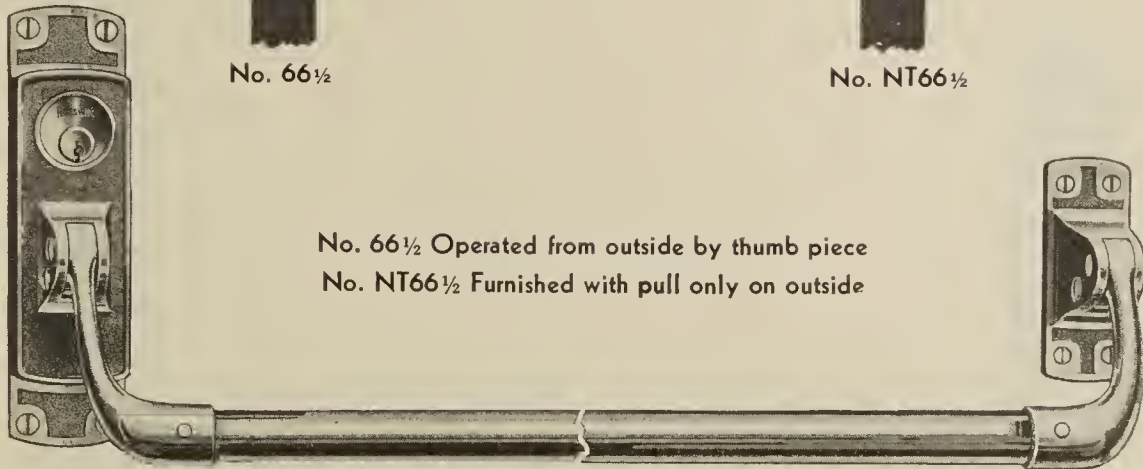 No. 66½
No. NT66½
No. 66½ Operated from outside by thumb piece
No. NT66½ Furnished with pull only on outside